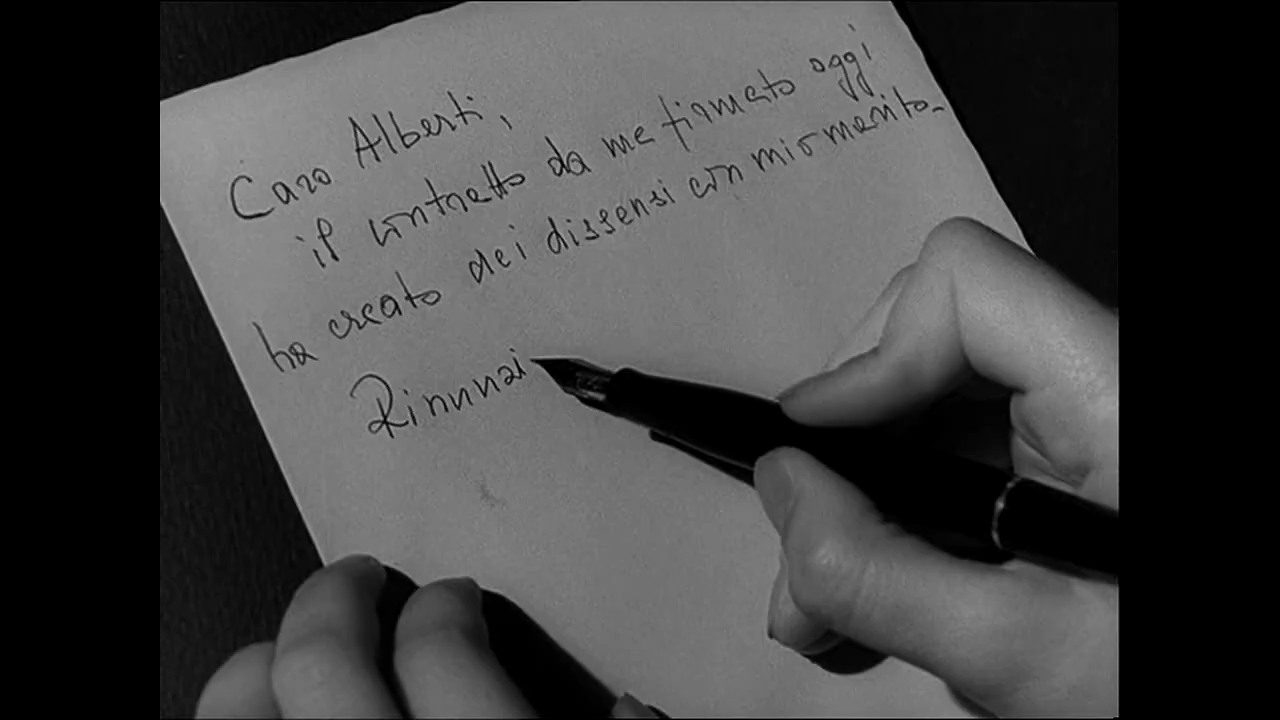 Caro Alberti,
il contratto da me firmato oggi
ha creato dei dissensi con mio marito.
Rinunzi